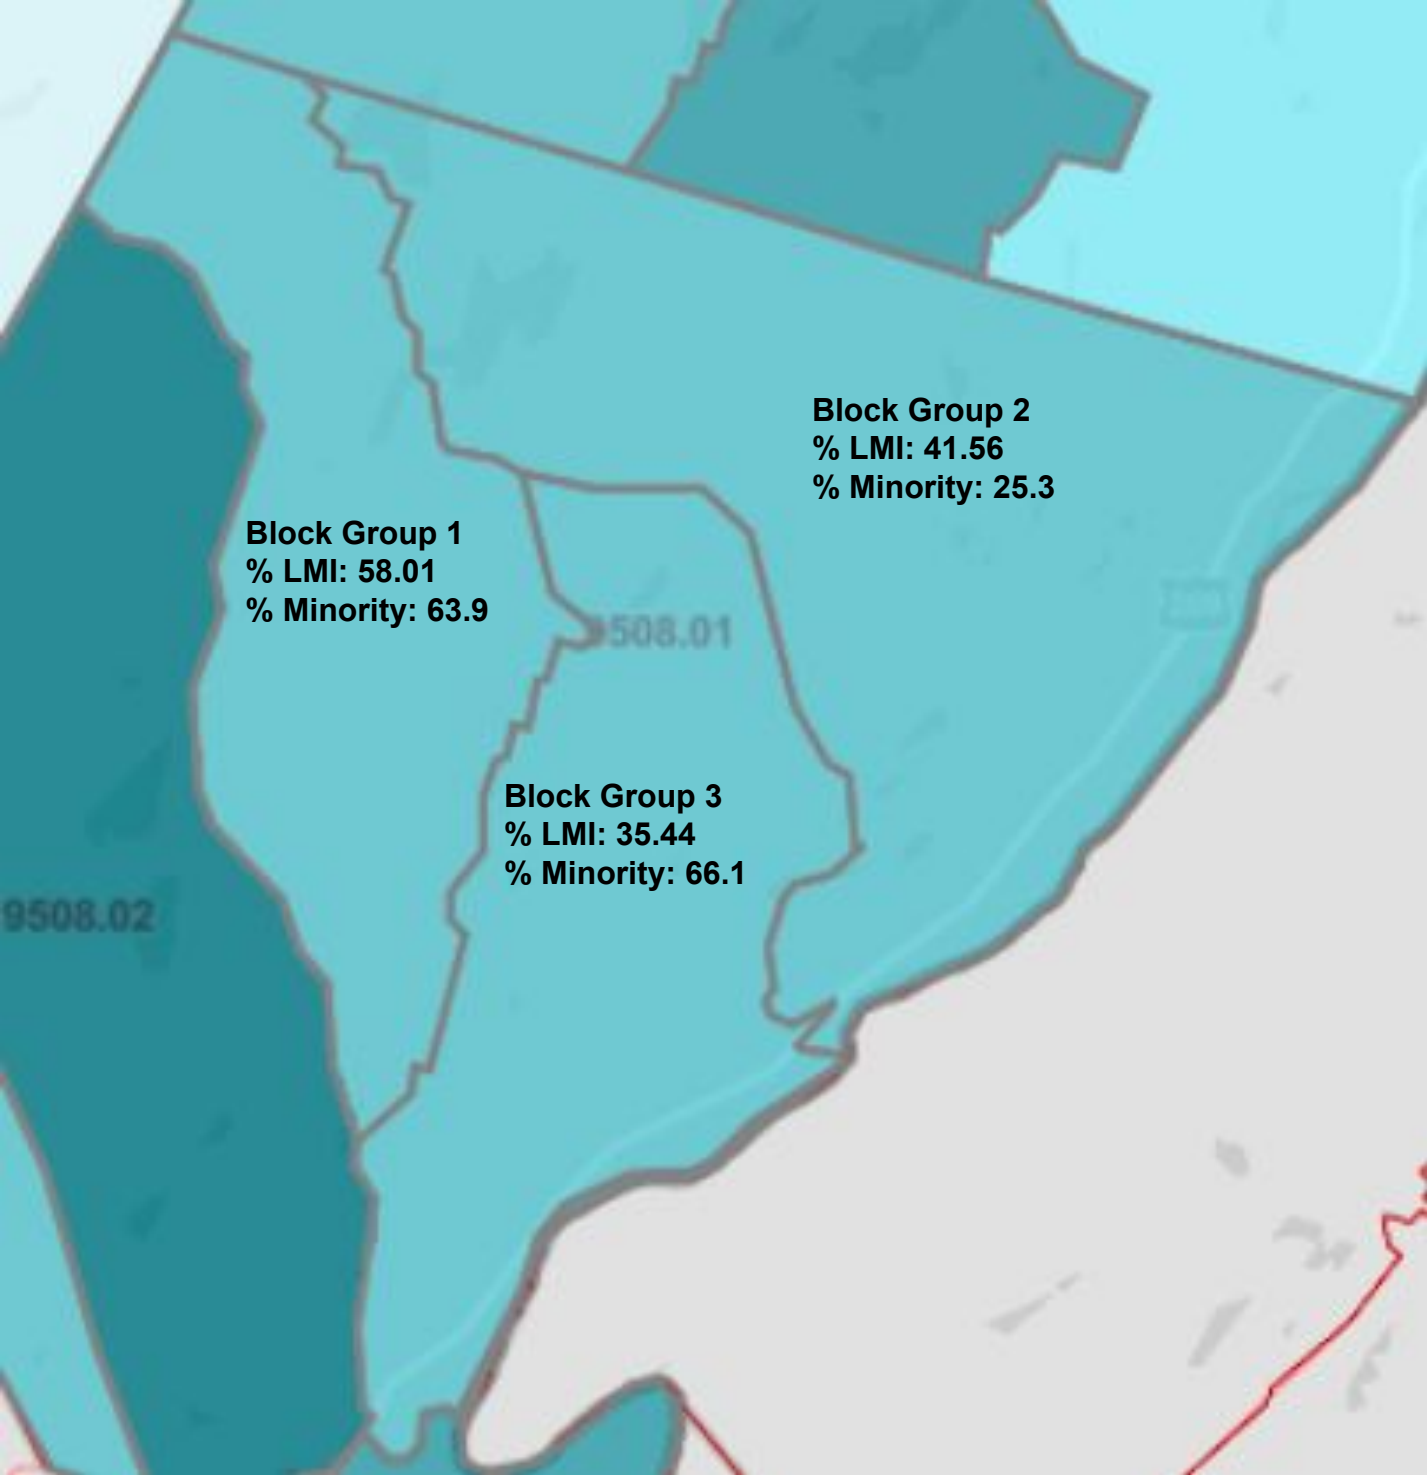 Block Group 2
% LMI: 41.56
% Minority: 25.3
Block Group 1
% LMI: 58.01
% Minority: 63.9
9508.01
Block Group 3
% LMI: 35.44
% Minority: 66.1
9508.02